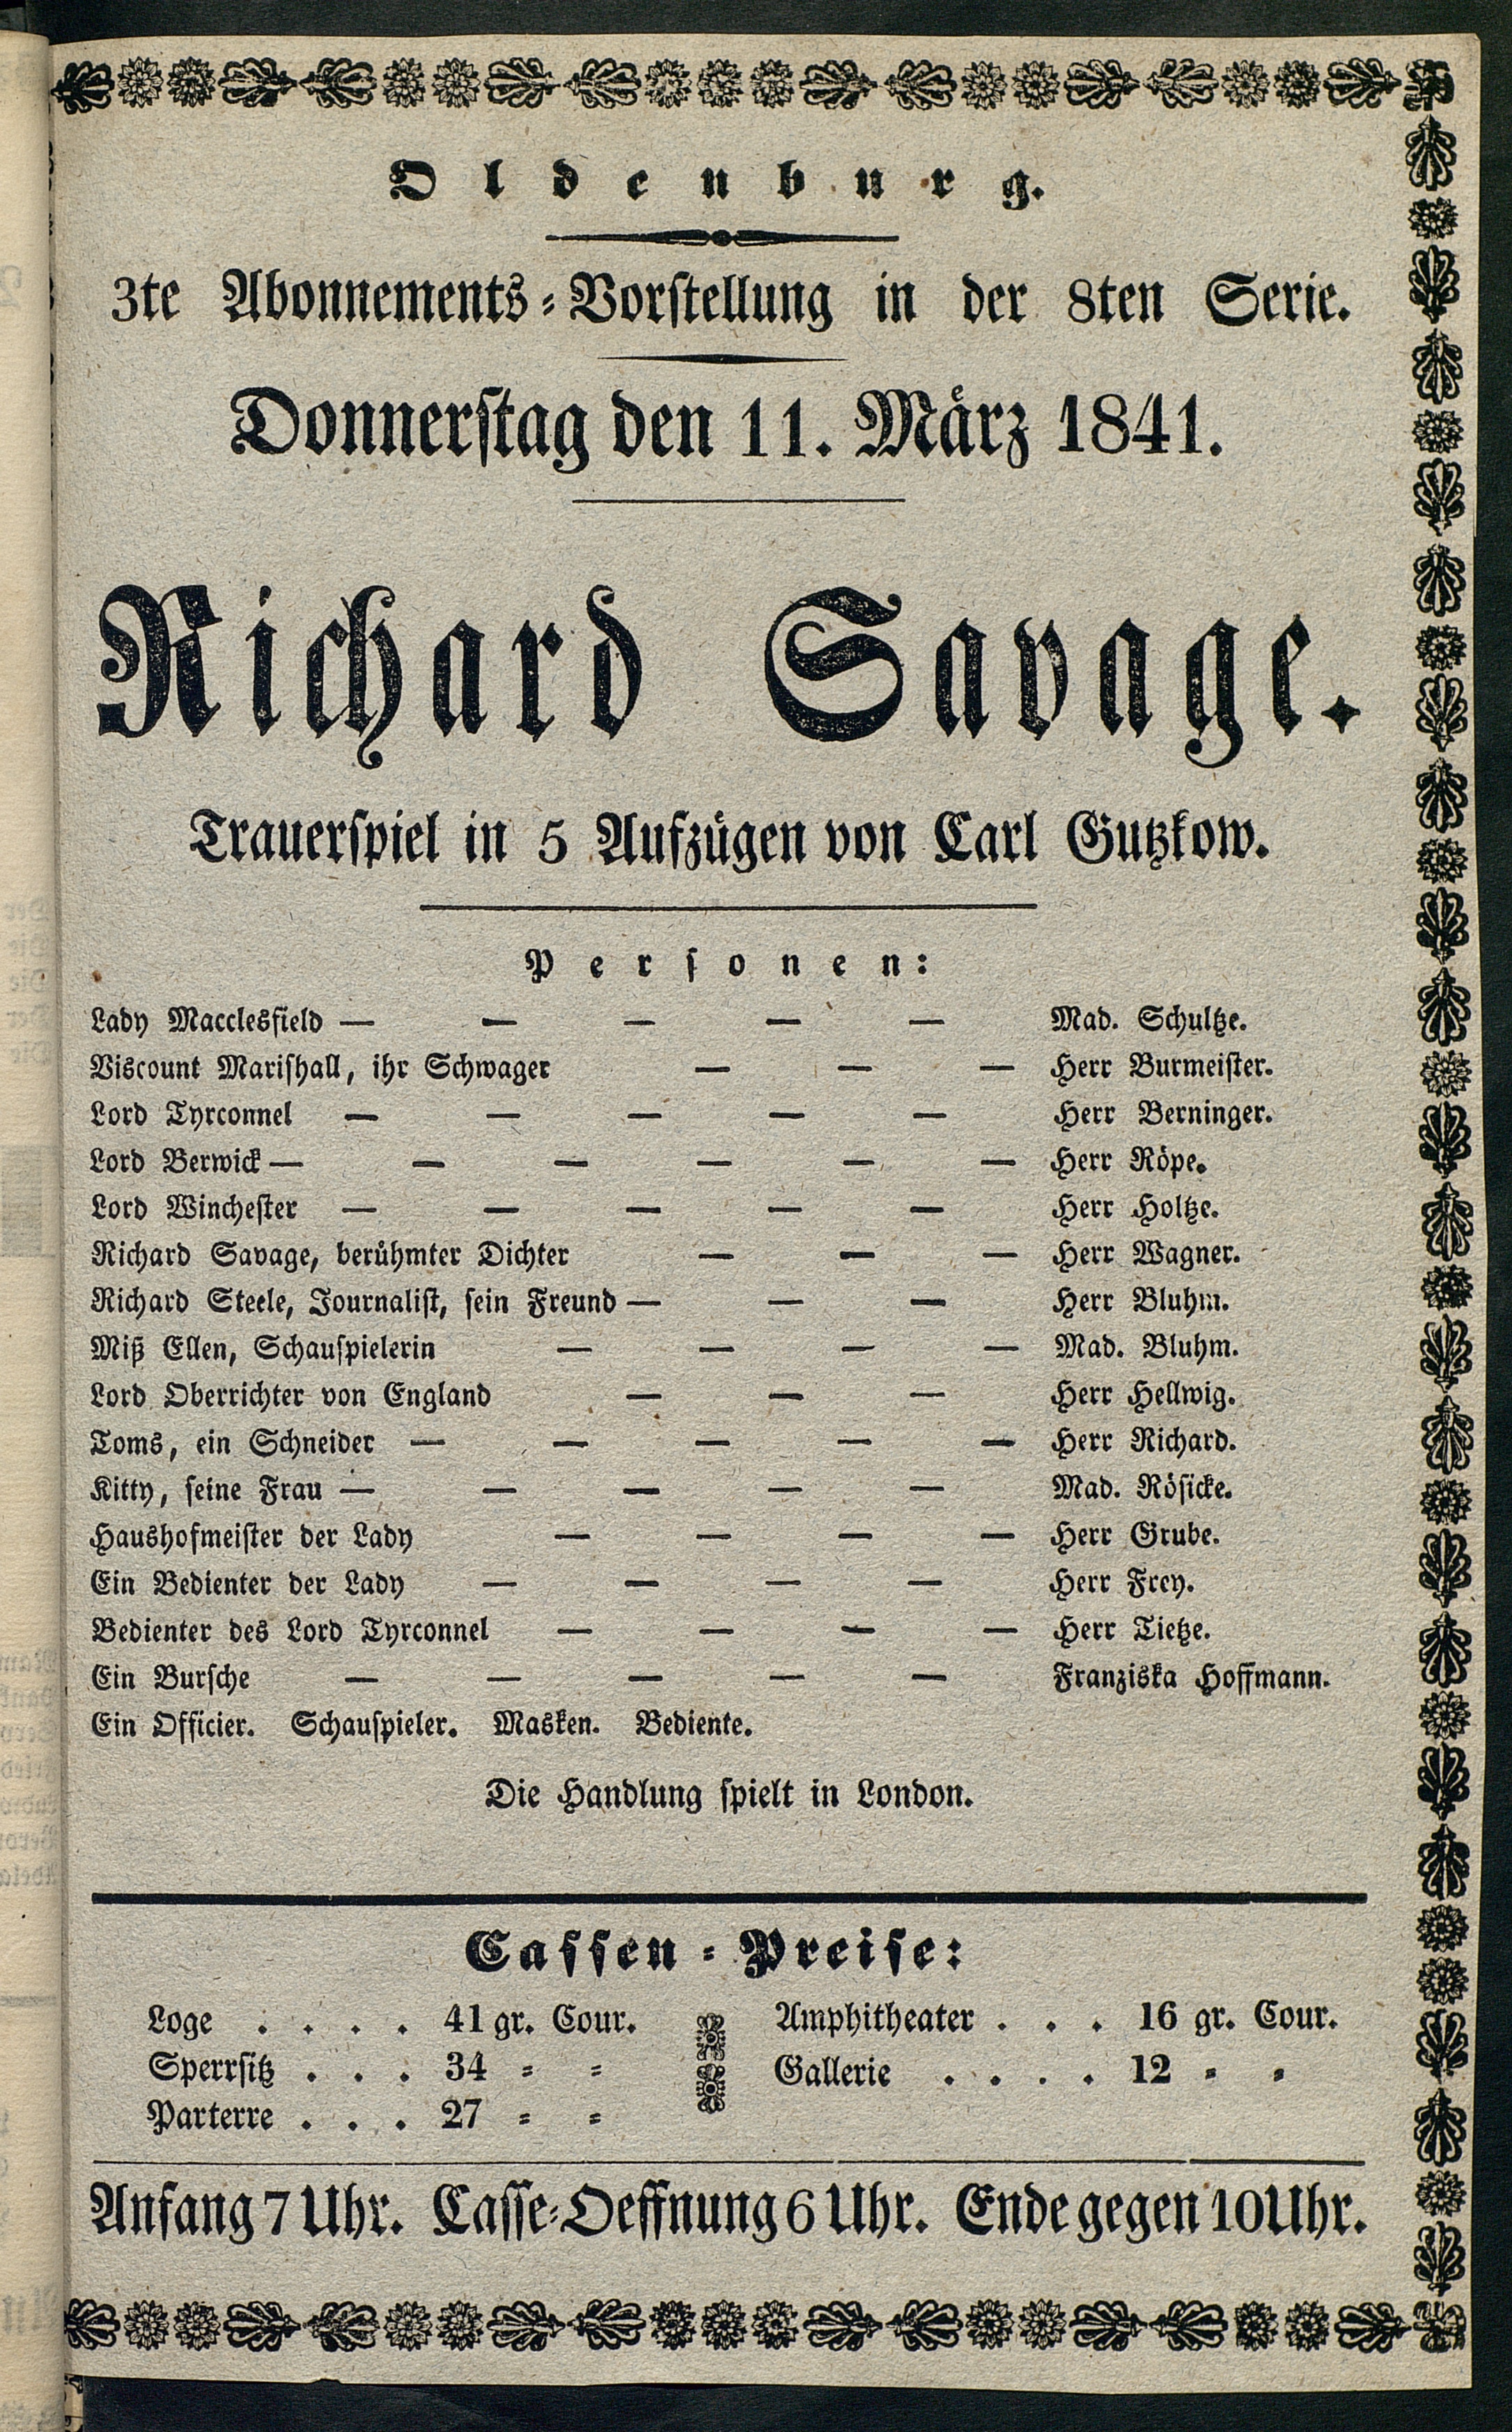 Oldenburg.
3te Abonnements-Vorstellung in der 8ten Serie.
Donnerstag den 11. März 1841.
Richard Savage.
Trauerspiel in 5 Aufzügen von Carl Gutzkow.
Personen:
Lady Macclesfield — — — — — Mad. Schultze.
Viscount Marishall, ihr Schwager — — — Herr Burmeister.
Lord Tyrconnel — — — — — Herr Berninger.
Lord Berwick — — — — — — Herr Röpe.
Lord Winchester — — — — — Herr Holtze.
Richard Savage, berühmter Dichter — — — Herr Wagner.
Richard Steele, Journalist, sein Freund — — — Herr Bluhm.
Miß Ellen, Schauspielerin — — — — Mad. Bluhm.
Lord Oberrichter von England — — — Herr Hellwig.
Toms, ein Schneider — — — — — Herr Richard.
Kitty, seine Frau — — — — — Mad. Rösicke.
Haushofmeister der Lady — — — — Herr Grube.
Ein Bedienter der Lady — — — — Herr Frey.
Bedienter des Lord Tyrconnel — — — — Herr Tietze.
Ein Bursche — — — — — Franziska Hoffmann.
Ein Officier. Schauspieler. Masken. Bediente.
Die Handlung spielt in London.
Cassen-Preise:
Loge . . . . 41 gr. Cour.
Sperrsitz . . . 34 = =
Parterre . . . 27 = =
Amphitheater . . . 16 gr. Cour.
Gallerie . . . . 12 = =
Anfang 7 Uhr. Casse-Oeffnung 6 Uhr. Ende gegen 10 Uhr.